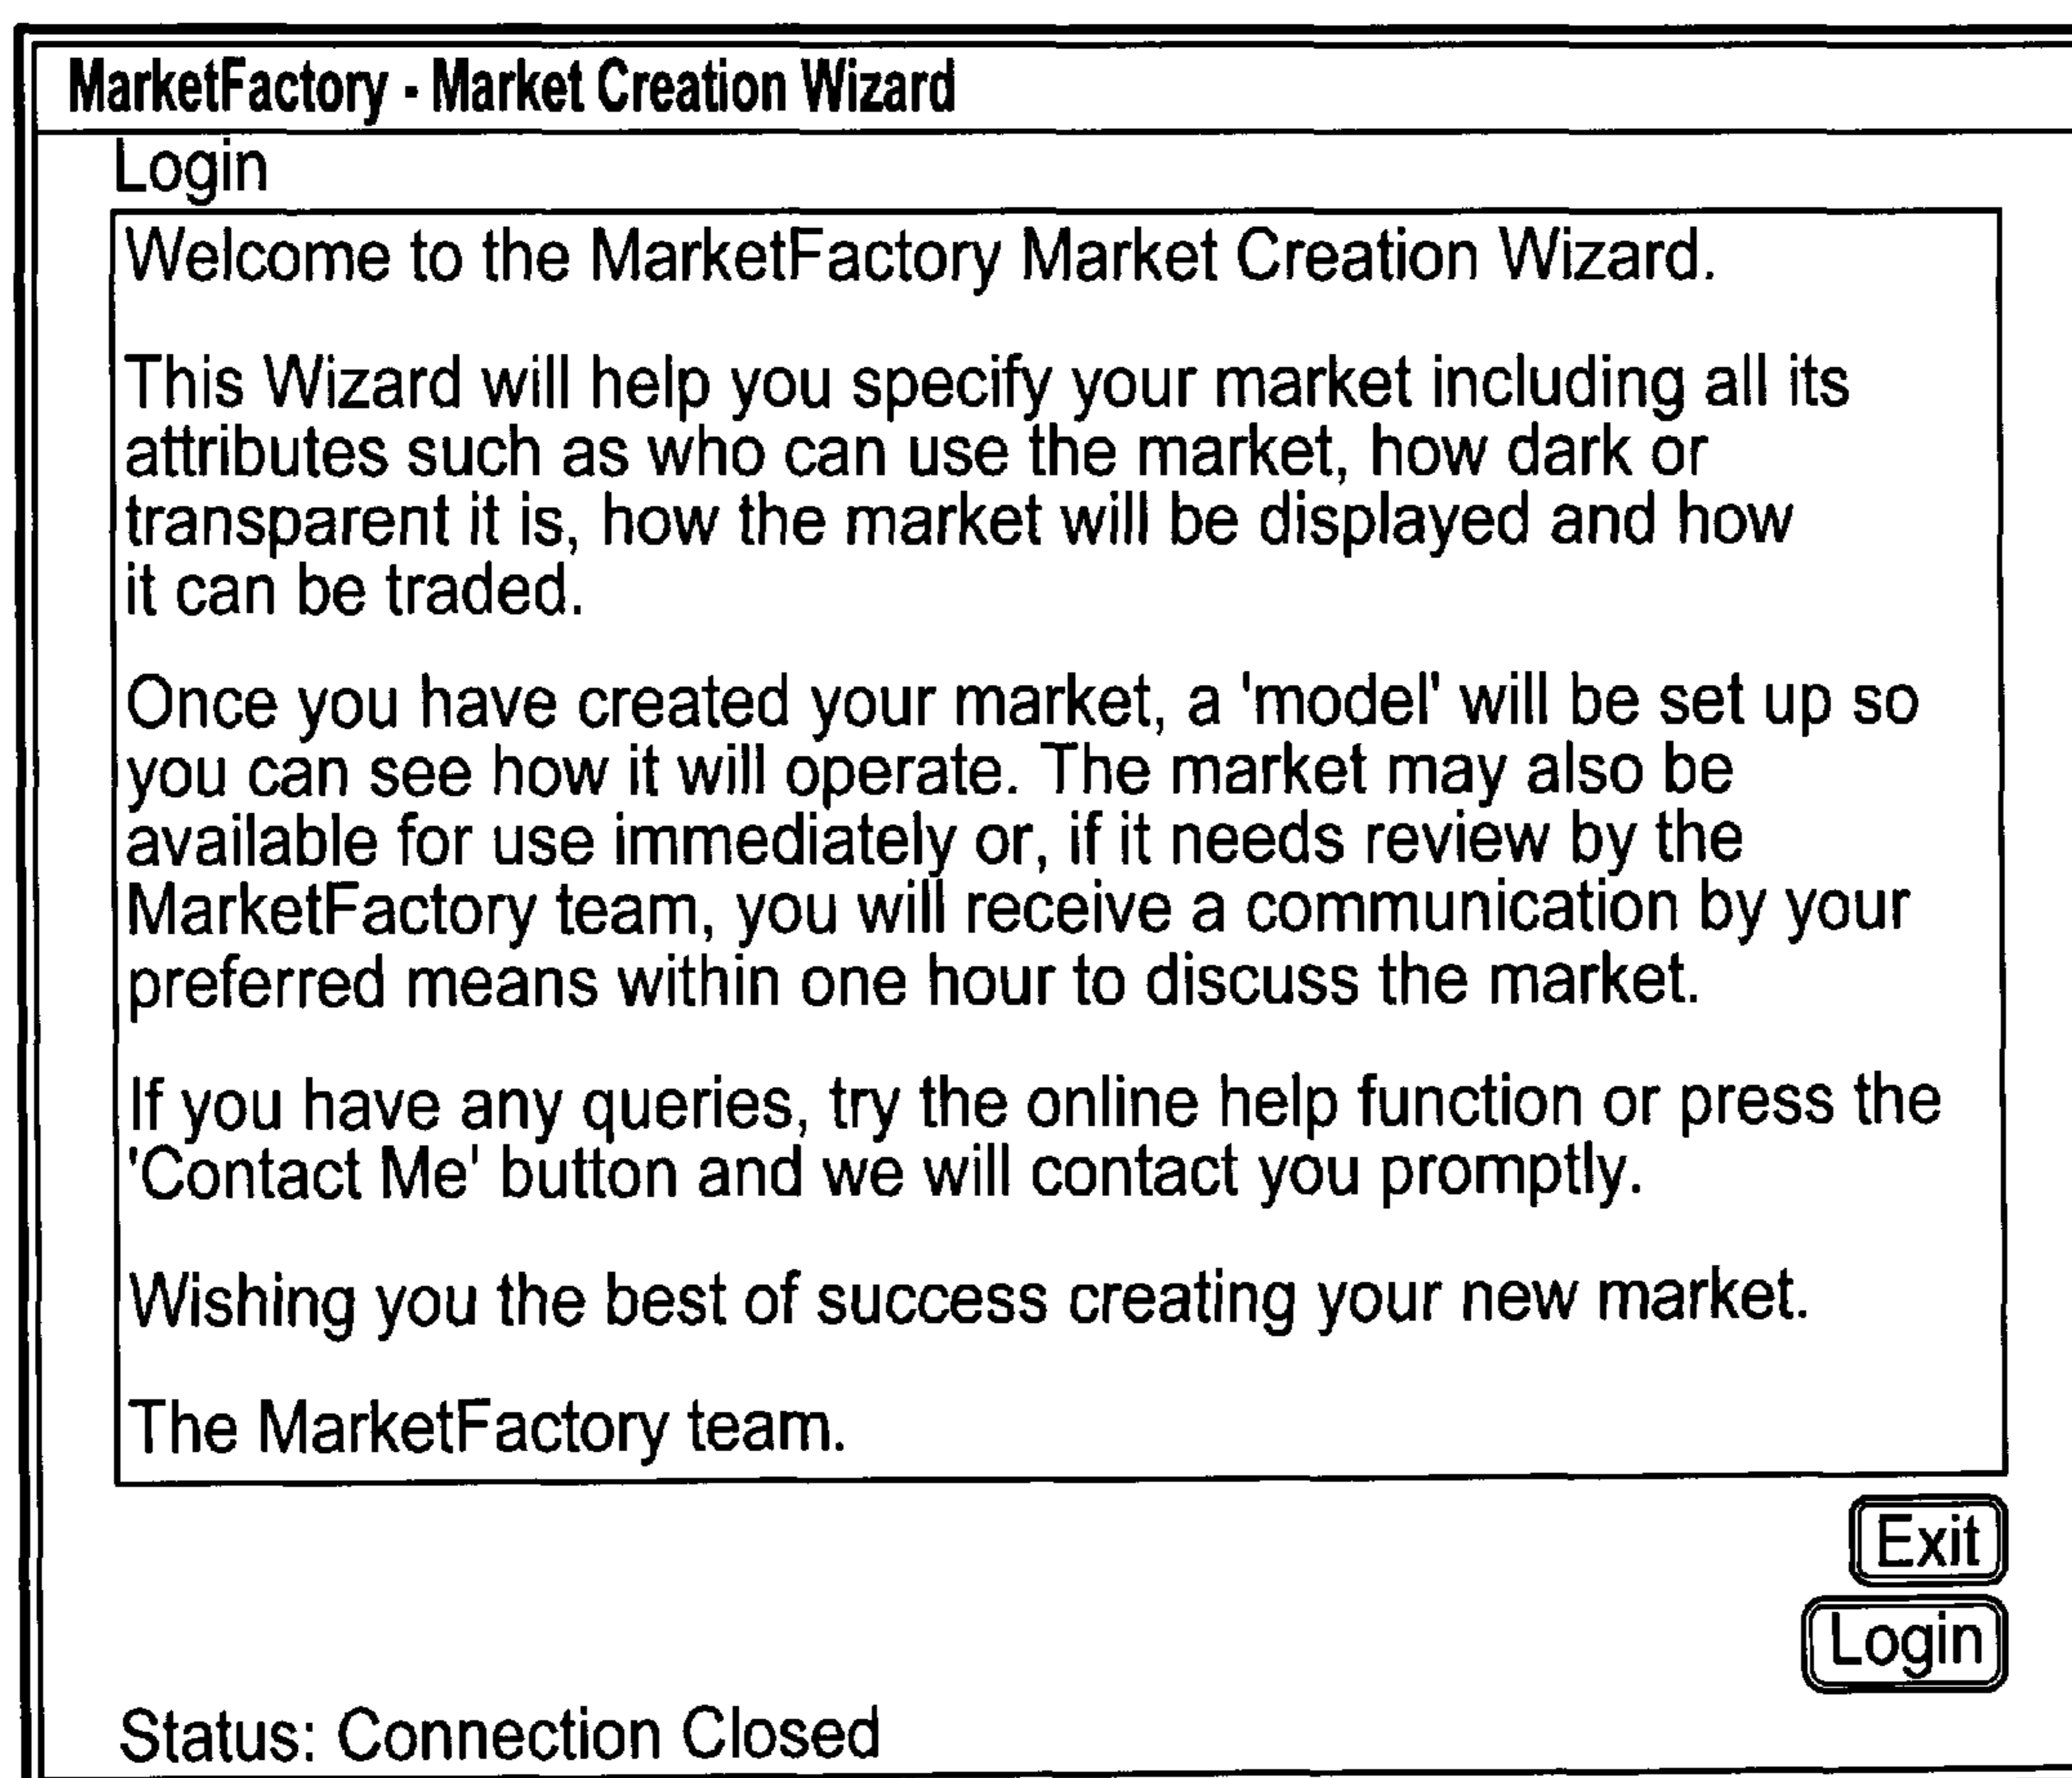 MarketFactory - Market Creation Wizard
Login
Welcome to the MarketFactory Market Creation Wizard.
This Wizard will help you specify your market including all its
attributes such as who can use the market, how dark or
transparent it is, how the market will be displayed and how
it can be traded.
Once you have created your market, a 'model' will be set up so
you can see how it will operate. The market may also be
available for use immediately or, if it needs review by the
MarketFactory team, you will receive a communication by your
preferred means within one hour to discuss the market.
If you have any queries, try the online help function or press the
'Contact Me' button and we will contact you promptly.
Wishing you the best of success creating your new market.
The MarketFactory team.
Exit
Login
Status: Connection Closed